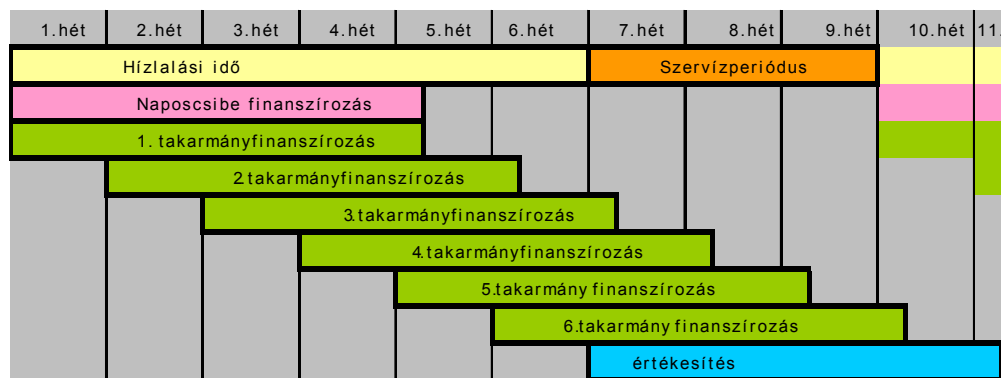 1.hét 2.hét 3.hét 4.hét 5.hét 6.hét 7.hét 8.hét 9.hét 10.hét 11.
Hízlalási idő Szervízperiódus
Naposcsibe finanszírozás
1. takarmányfinanszírozás
2.takarmányfinanszírozás
3.takarmányfinanszírozás
4.takarmányfinanszírozás
5.takarmány finanszírozás
6.takarmány finanszírozás
értékesítés